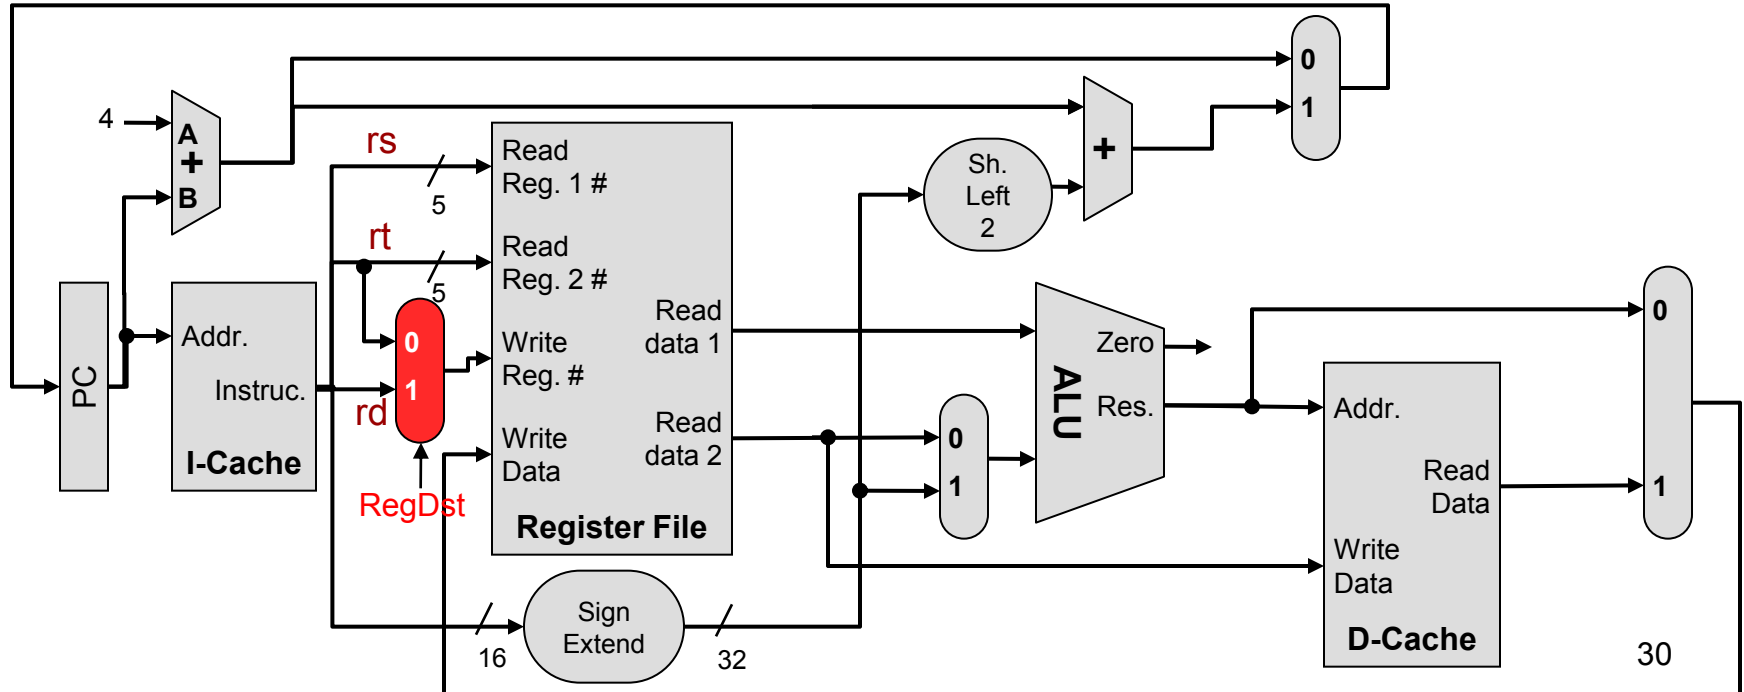 0
1
4
A
+
B
rs
5
rt
5
Read
Reg. 1 #
Read
Reg. 2 #
Write
Reg. #
Write
Data
Read
data 1
Read
data 2
Register File
PC
Addr.
Instruc.
I-Cache
0
1
rd
RegDst
Sh.
Left
2
+
0
1
ALU
Zero
Res.
Addr.
Read
Data
Write
Data
D-Cache
0
1
16
Sign
Extend
32
30